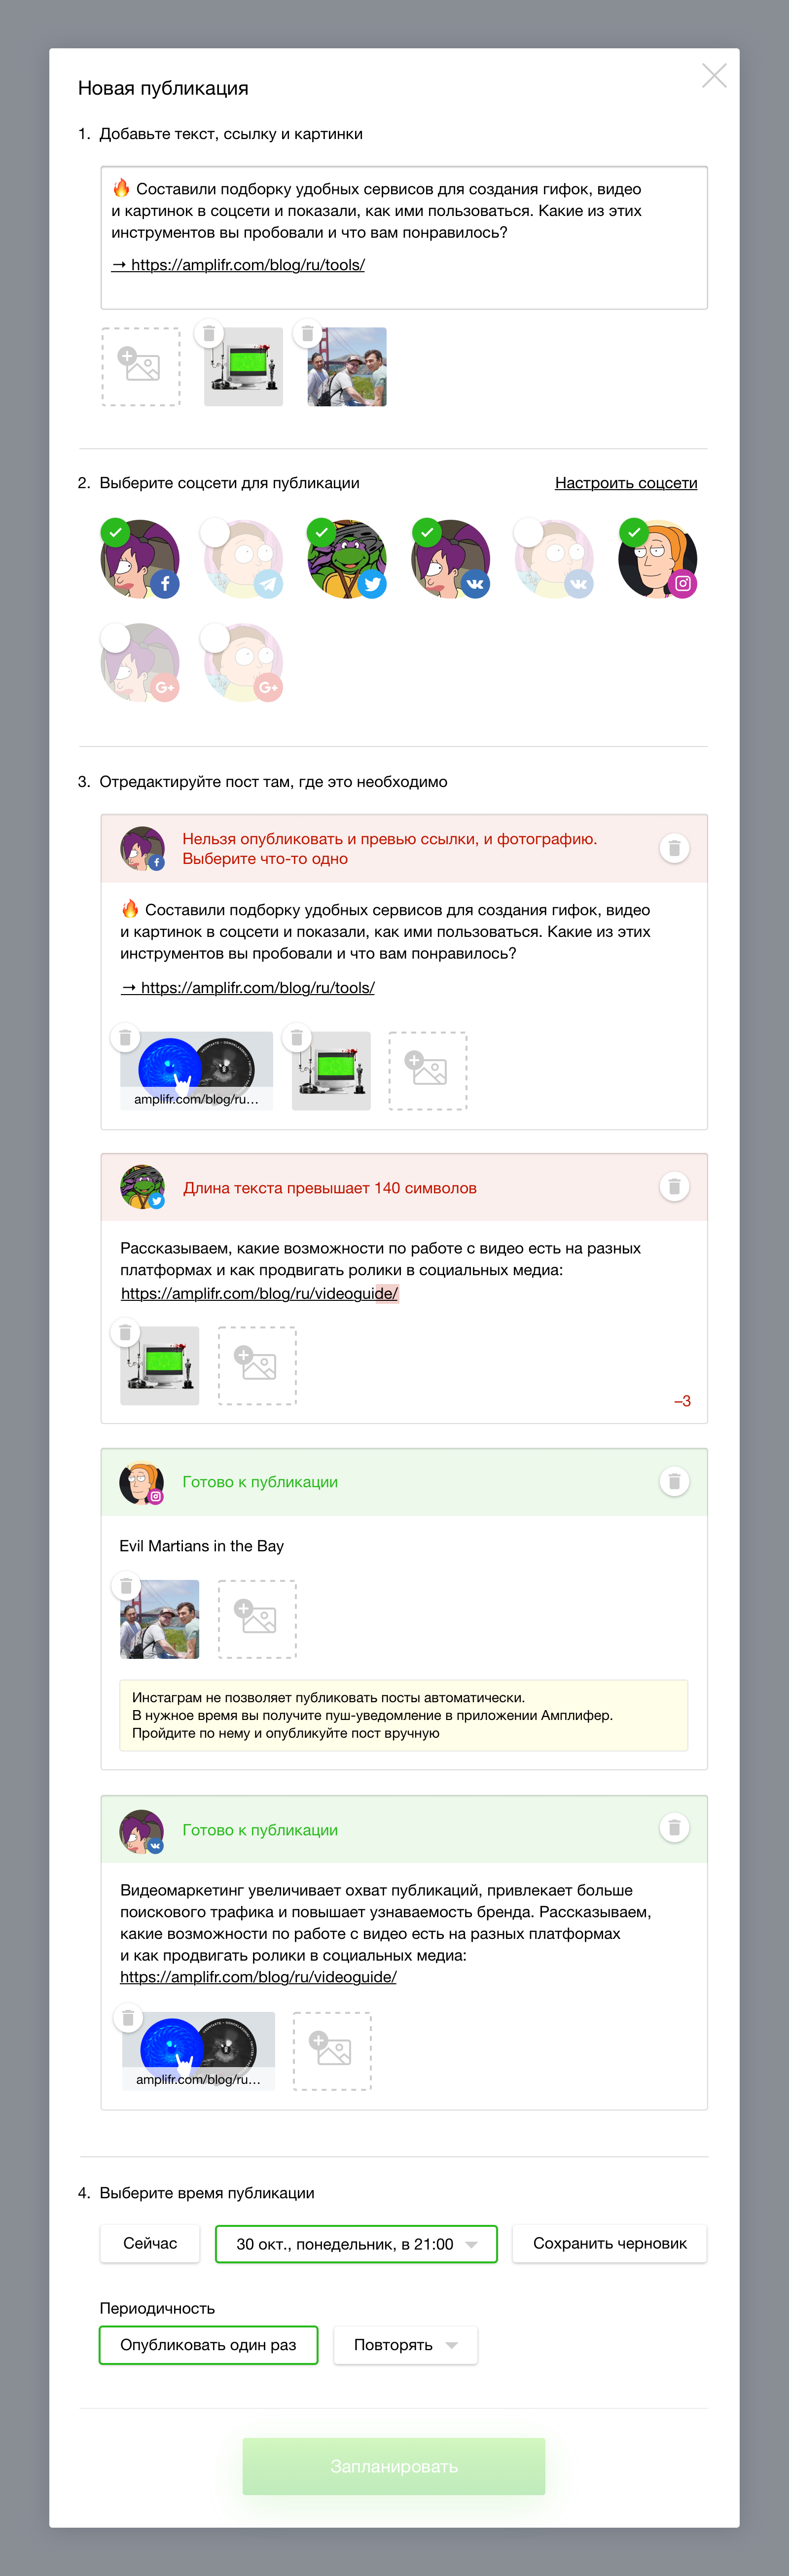 Новая публикация
1. Добавьте текст, ссылку и картинки
🔥 Составили подборку удобных сервисов для создания гифок, видео
и картинок в соцсети и показали, как ими пользоваться. Какие из этих
инструментов вы пробовали и что вам понравилось?
→ https://amplifr.com/blog/ru/tools/
2. Выберите соцсети для публикации
Настроить соцсети
3. Отредактируйте пост там, где это необходимо
Нельзя опубликовать и превью ссылки, и фотографию.
Выберите что-то одно
🔥 Составили подборку удобных сервисов для создания гифок, видео
и картинок в соцсети и показали, как ими пользоваться. Какие из этих
инструментов вы пробовали и что вам понравилось?
→ https://amplifr.com/blog/ru/tools/
amplifr.com/blog/ru…
Длина текста превышает 140 символов
Рассказываем, какие возможности по работе с видео есть на разных
платформах и как продвигать ролики в социальных медиа:
https://amplifr.com/blog/ru/videoguide/
–3
Готово к публикации
Evil Martians in the Bay
Инстаграм не позволяет публиковать посты автоматически.
В нужное время вы получите пуш-уведомление в приложении Амплифер.
Пройдите по нему и опубликуйте пост вручную
Готово к публикации
Видеомаркетинг увеличивает охват публикаций, привлекает больше
поискового трафика и повышает узнаваемость бренда. Рассказываем,
какие возможности по работе с видео есть на разных платформах
и как продвигать ролики в социальных медиа:
https://amplifr.com/blog/ru/videoguide/
amplifr.com/blog/ru…
4. Выберите время публикации
Сейчас
30 окт., понедельник, в 21:00
Сохранить черновик
Периодичность
Опубликовать один раз
Повторять
Запланировать